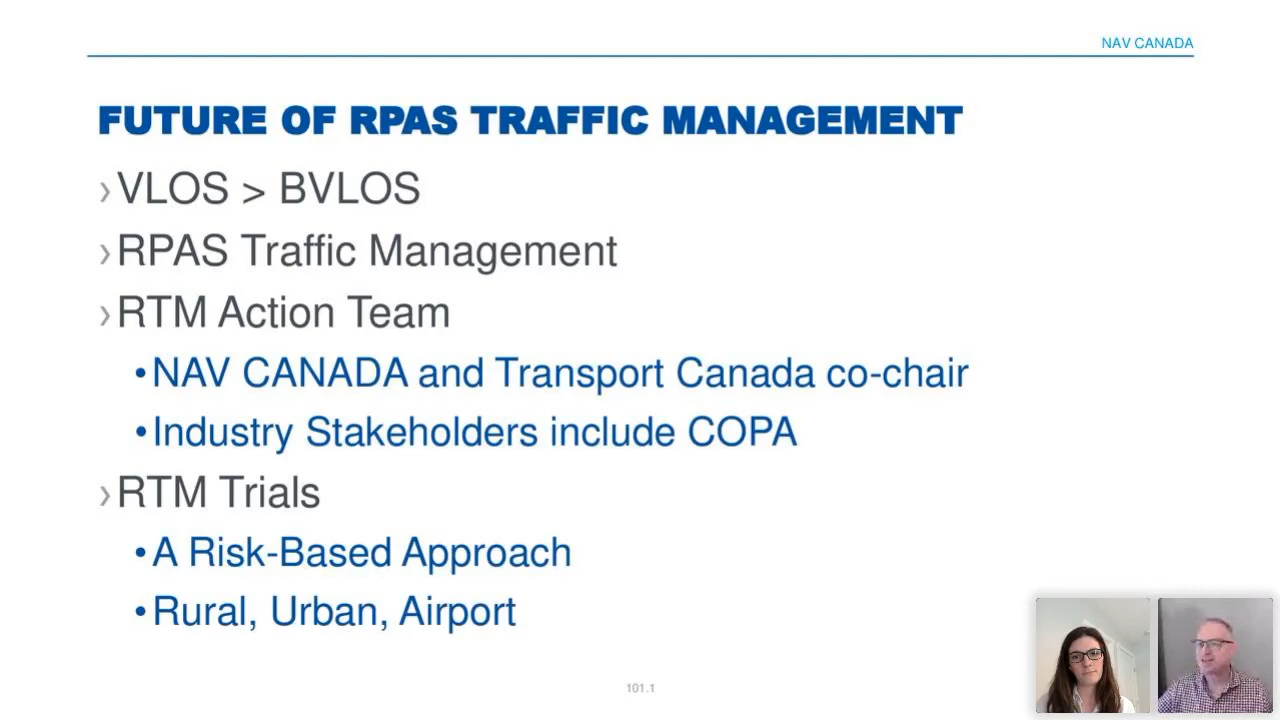 NAV CANADA
FUTURE OF RPAS TRAFFIC MANAGEMENT
› VLOS > BVLOS
› RPAS Traffic Management
› RTM Action Team
• NAV CANADA and Transport Canada co-chair
• Industry Stakeholders include COPA
› RTM Trials
• A Risk-Based Approach
• Rural, Urban, Airport
101.1